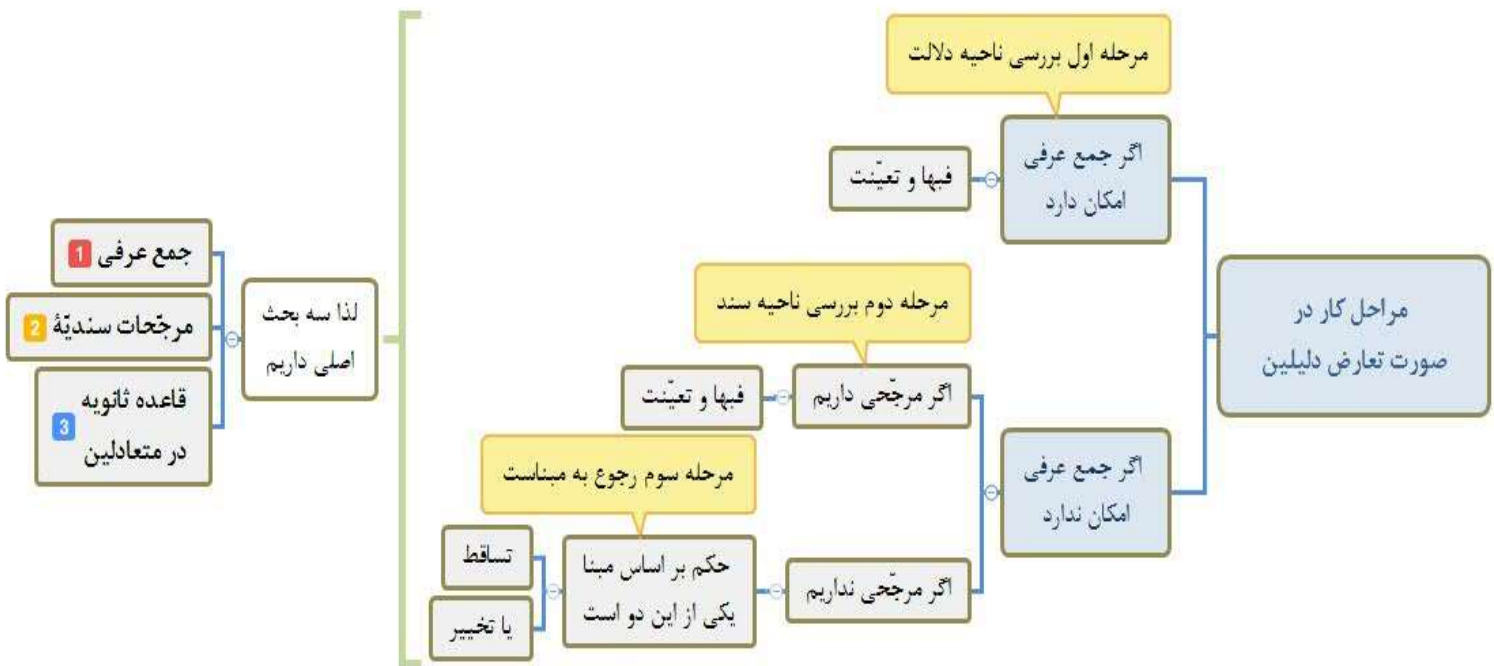 مراحل کار در
صورت تعارض دلیلین
مرحله اول بررسی ناحیه دلالت
اگر جمع عرفی
امکان دارد
فبها و تعیّنت
اگر جمع عرفی
امکان ندارد
مرحله دوم بررسی ناحیه سند
اگر مرجّحی داریم
فبها و تعیّنت
اگر مرجّحی نداریم
مرحله سوم رجوع به مبناست
حکم بر اساس مبنا
یکی از این دو است
تساقط
یا تخییر
لذا سه بحث
اصلی داریم
جمع عرفی 1
مرجّحات سندیّة 2
قاعده ثانویه
در متعادلین 3